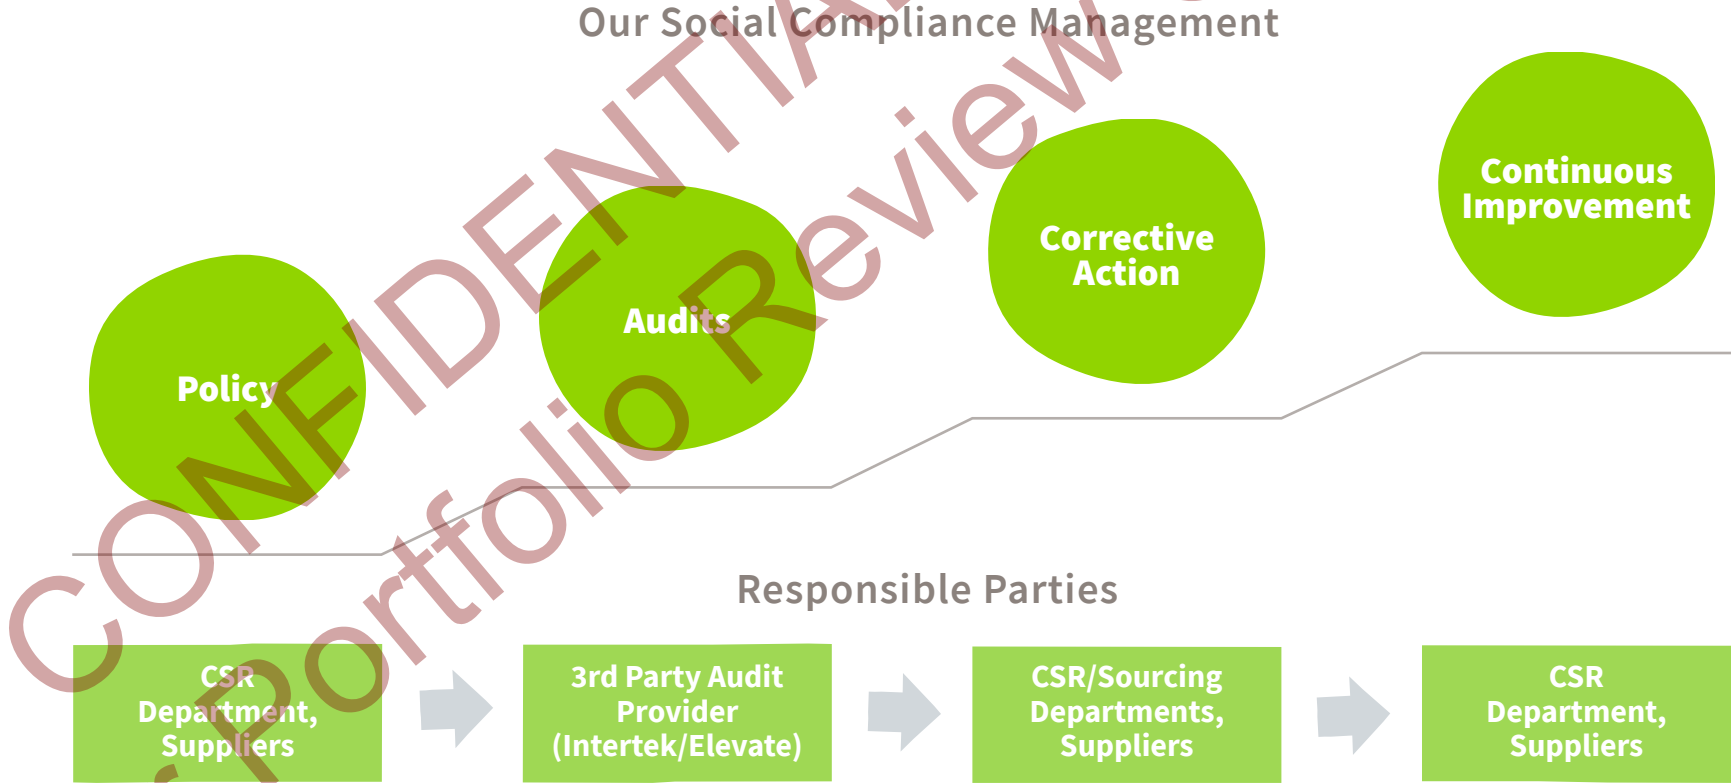 Our Social Compliance Management
Continuous
Improvement
Corrective
Action
Audits
Policy
Responsible Parties
CSR
Department,
Suppliers
3rd Party Audit
Provider
(Intertek/Elevate)
CSR/Sourcing
Departments,
Suppliers
CSR
Department,
Suppliers
CONFIDENTIAL
Portfolio Review